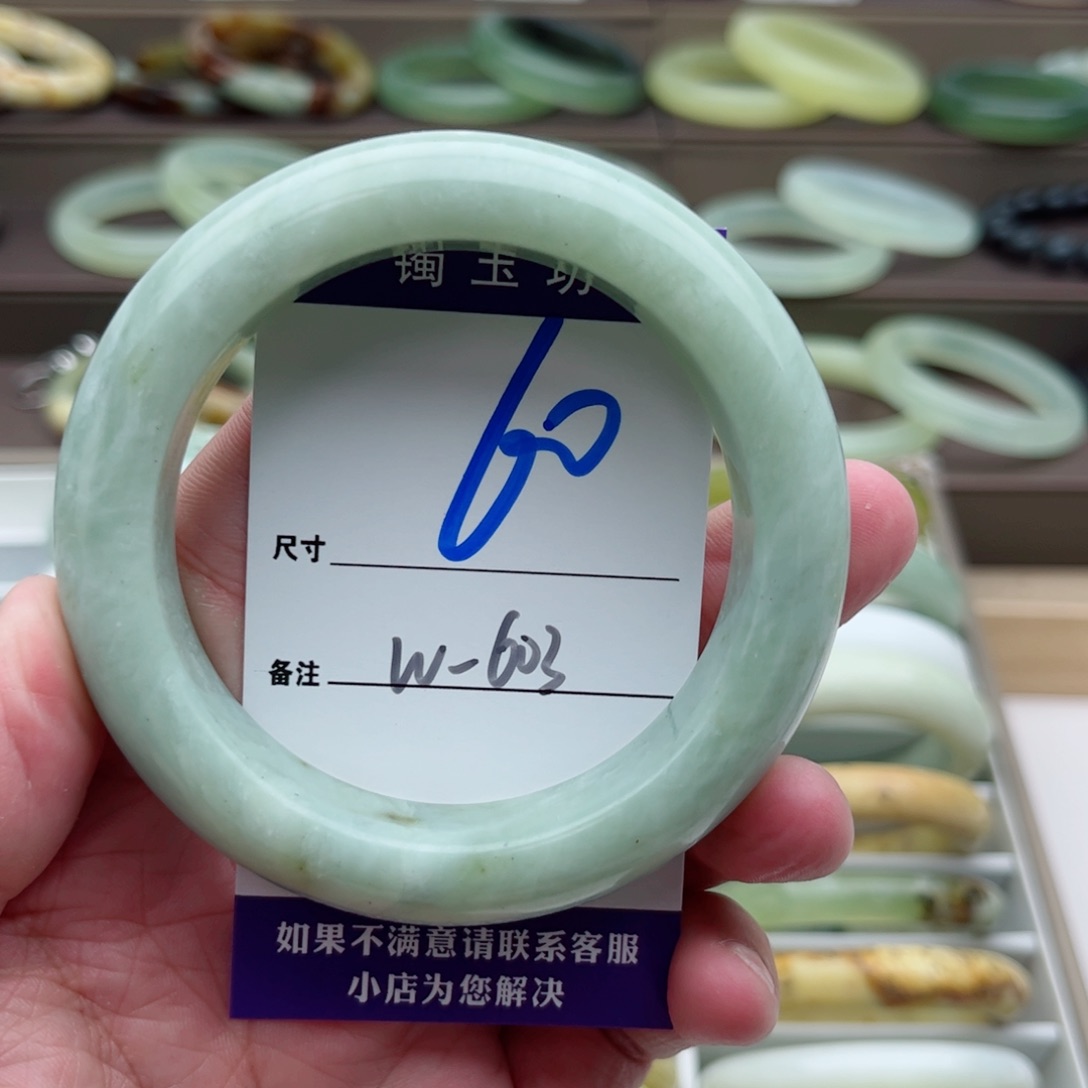 镯玉坊
60
尺寸
备注 W-603
如果不满意请联系客服
小店为您解决